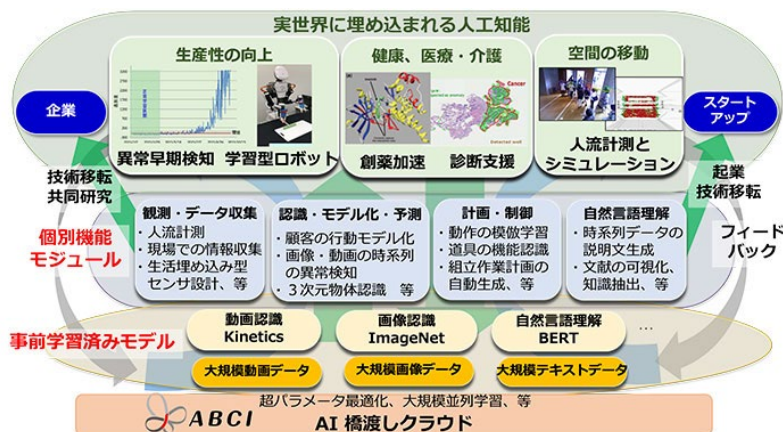 実世界に埋め込まれる人工知能
生産性の向上
健康、医療・介護
空間の移動
企業
スタート
アップ
Cancer
異常早期検知
学習型ロボット
創薬加速
診断支援
人流計測と
シミュレーション
技術移転
共同研究
起業
技術移転
個別機能
モジュール
フィード
バック
観測・データ収集
・人流計測
・現場での情報収集
・生活埋め込み型
センサ設計、等
認識・モデル化・予測
・顧客の行動モデル化
・画像・動画の時系列
の異常検知
・３次元物体認識 等
計画・制御
・動作の模倣学習
・道具の機能認識
・組立作業計画の
自動生成、等
自然言語理解
・時系列データの
説明文生成
・文献の可視化、
知識抽出、等
事前学習済みモデル
動画認識
Kinetics
画像認識
ImageNet
自然言語理解
BERT
…
大規模動画データ
大規模画像データ
大規模テキストデータ
超パラメータ最適化、大規模並列学習、等
ABCI
AI 橋渡しクラウド